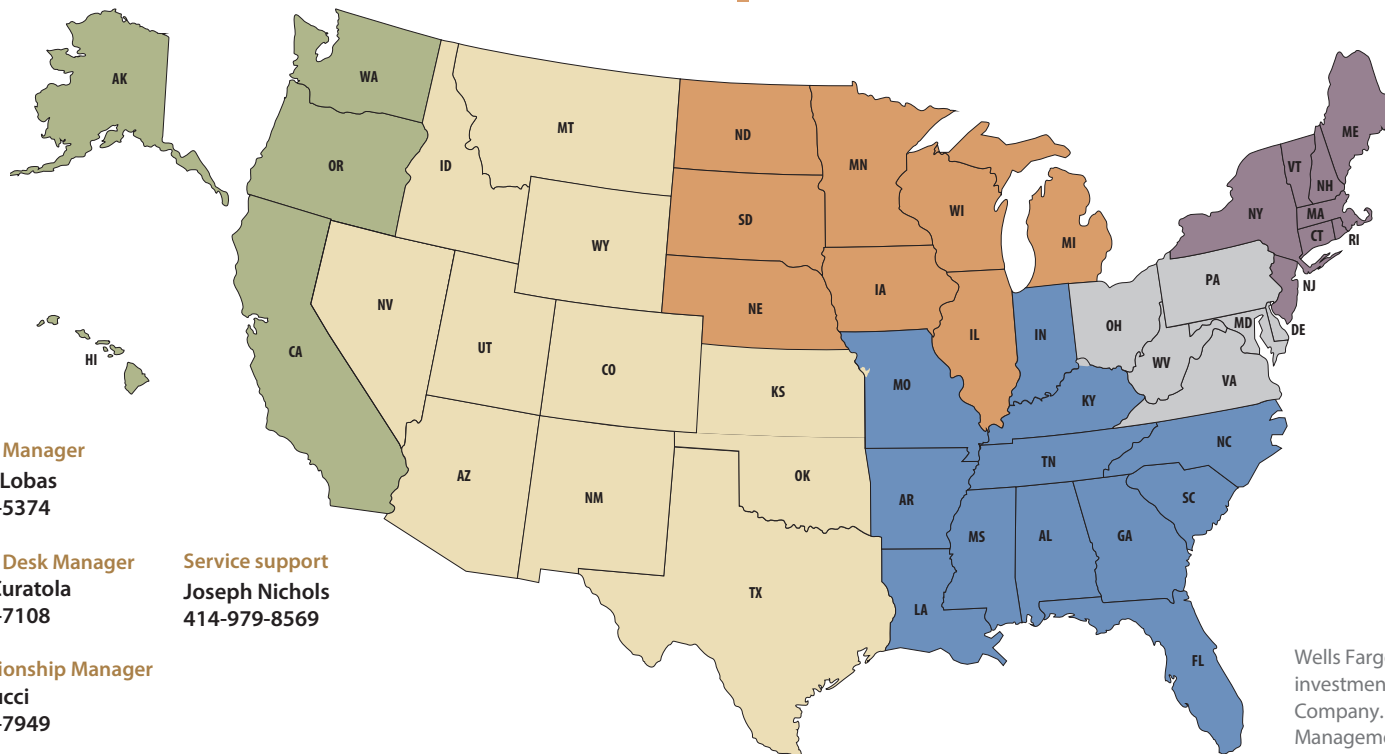 AK
WA
MT
ND
MN
ME
OR
ID
VT
NH
SD
WI
NY
MA
WY
MI
CT
RI
NV
IA
PA
NJ
NE
UT
OH
MD
DE
HI
CA
CO
IL
IN
WV
KS
MO
VA
KY
Manager
Lobas
-5374
AZ
NM
OK
TN
NC
AR
SC
MS
AL
GA
Desk Manager
Curatola
-7108
Service support
Joseph Nichols
414-979-8569
TX
LA
FL
ionship Manager
ucci
-7949
Wells Farg
investmen
Company.
Manageme